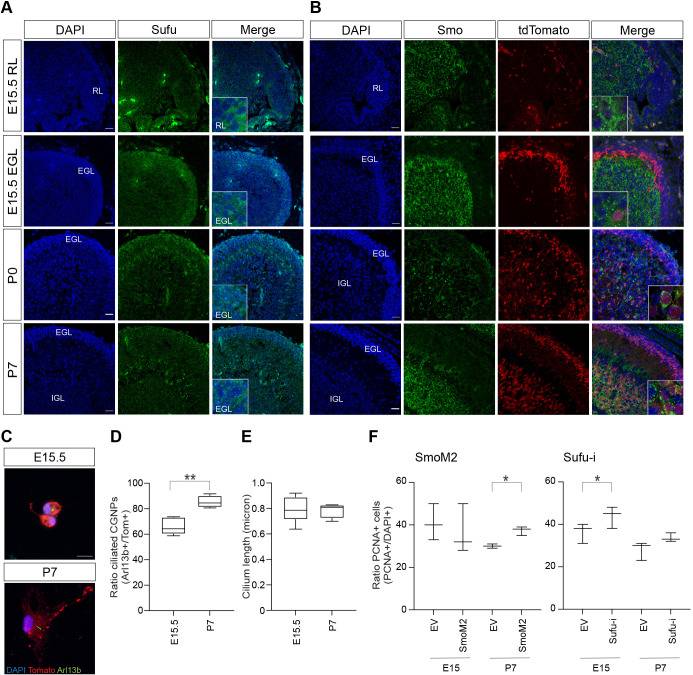 A
DAPI Sufu Merge
E15.5 RL
RL
RL
E15.5 EGL
EGL
EGL
P0
EGL
EGL
P7
EGL
IGL
EGL
B
DAPI Smo tdTomato Merge
RL
EGL
EGL
IGL
EGL
IGL
C
E15.5
P7
DAPI Tomato Arl13b
D
Ratio ciliated CGNPs
(Arl13b+/Tom+)
100
80
60
40
20
0
**
E15.5 P7
E
Cilium length (micron)
1.0
0.8
0.6
0.4
0.2
0.0
E15.5 P7
F
SmoM2
Ratio PCNA+ cells
(PCNA+/DAPI+)
60
40
20
0
*
EV SmoM2 EV SmoM2
E15 P7
Sufu-i
60
40
20
0
*
EV Sufu-i EV Sufu-i
E15 P7